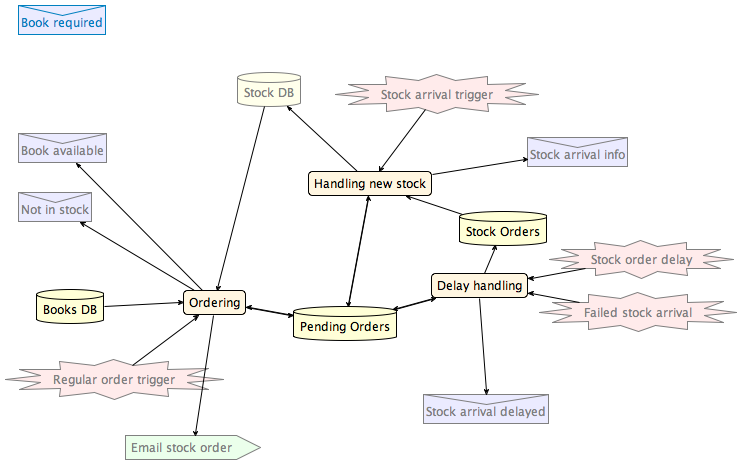 Book required
Stock DB
Stock arrival trigger
Book available
Stock arrival info
Handling new stock
Not in stock
Stock Orders
Stock order delay
Delay handling
Books DB
Ordering
Pending Orders
Failed stock arrival
Regular order trigger
Stock arrival delayed
Email stock order